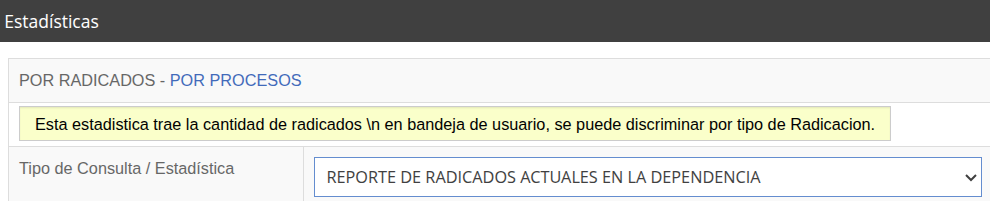 Estadísticas
POR RADICADOS - POR PROCESOS
Esta estadistica trae la cantidad de radicados \n en bandeja de usuario, se puede discriminar por tipo de Radicacion.
Tipo de Consulta / Estadística
REPORTE DE RADICADOS ACTUALES EN LA DEPENDENCIA